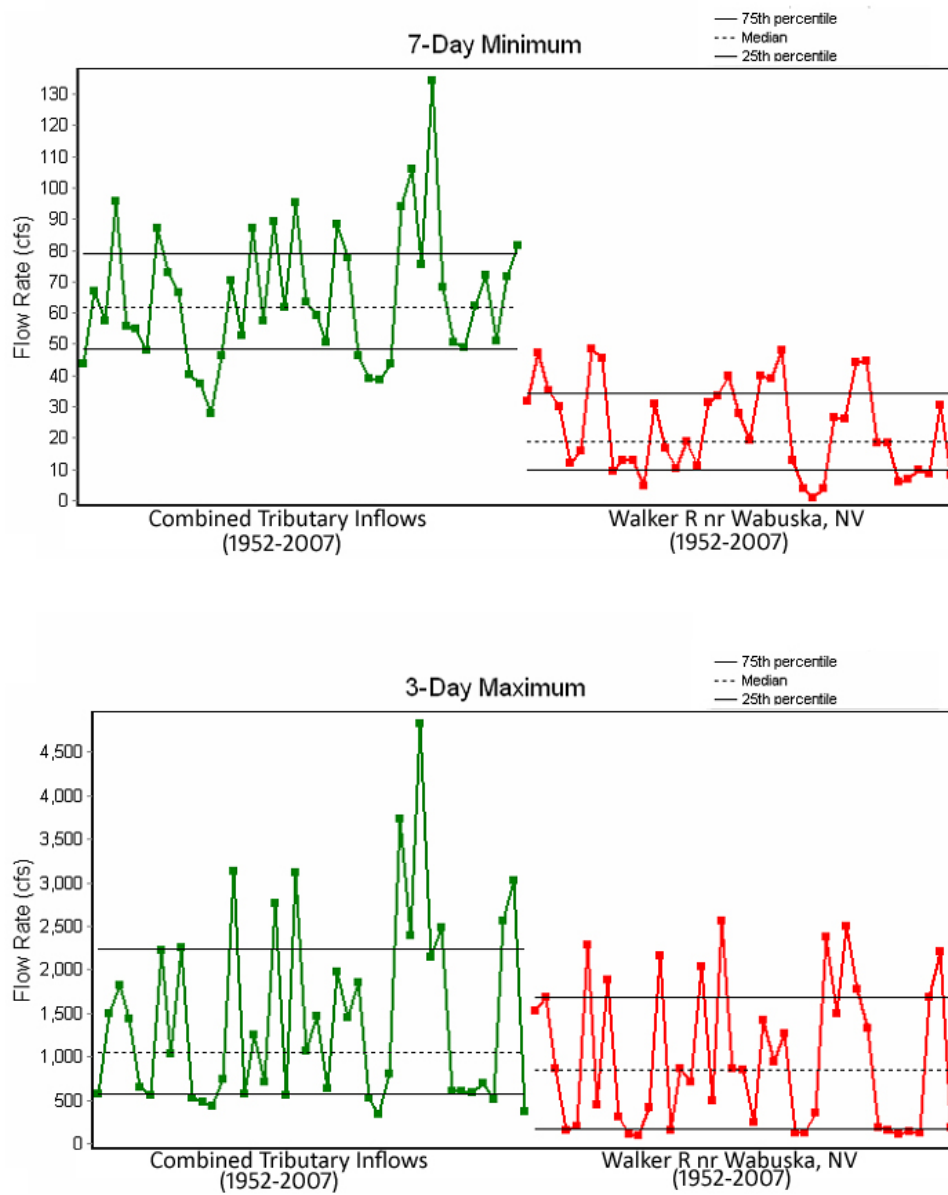 75th percentile
Median
25th percentile
7-Day Minimum
Flow Rate (cfs)
130
120
110
100
90
80
70
60
50
40
30
20
10
0
Combined Tributary Inflows
(1952-2007)
Walker R nr Wabuska, NV
(1952-2007)
75th percentile
Median
25th percentile
3-Day Maximum
Flow Rate (cfs)
4,500
4,000
3,500
3,000
2,500
2,000
1,500
1,000
500
0
Combined Tributary Inflows
(1952-2007)
Walker R nr Wabuska, NV
(1952-2007)